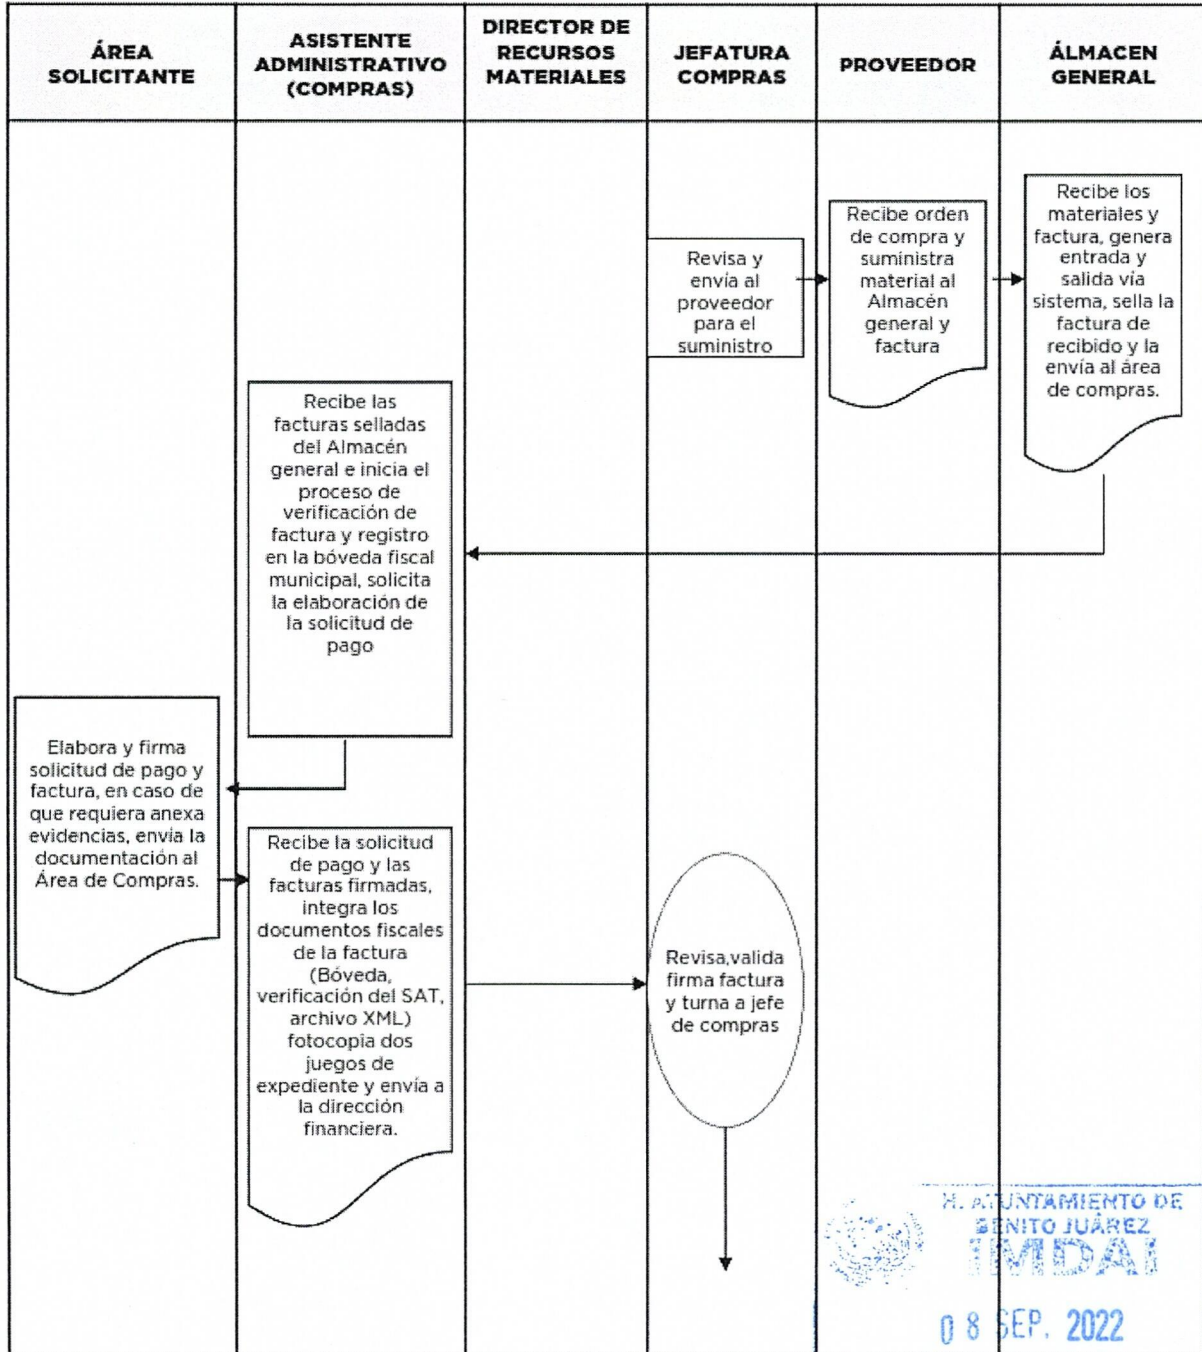 ÁREA
SOLICITANTE
ASISTENTE
ADMINISTRATIVO
(COMPRAS)
DIRECTOR DE
RECURSOS
MATERIALES
JEFATURA
COMPRAS
PROVEEDOR
ÁLMACEN
GENERAL
Revisa y
envía al
proveedor
para el
suministro
Recibe orden
de compra y
suministra
material al
Almacén
general y
factura
Recibe los
materiales y
factura, genera
entrada y
salida vía
sistema, sella la
factura de
recibido y la
envía al área
de compras.
Recibe las
facturas selladas
del Almacén
general e inicia el
proceso de
verificación de
factura y registro
en la bóveda fiscal
municipal, solicita
la elaboración de
la solicitud de
pago
Elabora y firma
solicitud de pago y
factura, en caso de
que requiera anexa
evidencias, envía la
documentación al
Área de Compras.
Recibe la solicitud
de pago y las
facturas firmadas,
integra los
documentos fiscales
de la factura
(Bóveda,
verificación del SAT,
archivo XML)
fotocopia dos
juegos de
expediente y envía a
la dirección
financiera.
Revisa,valida
firma factura
y turna a jefe
de compras
H. AYUNTAMIENTO DE
BENITO JUÁREZ
IMDAI
08 SEP. 2022